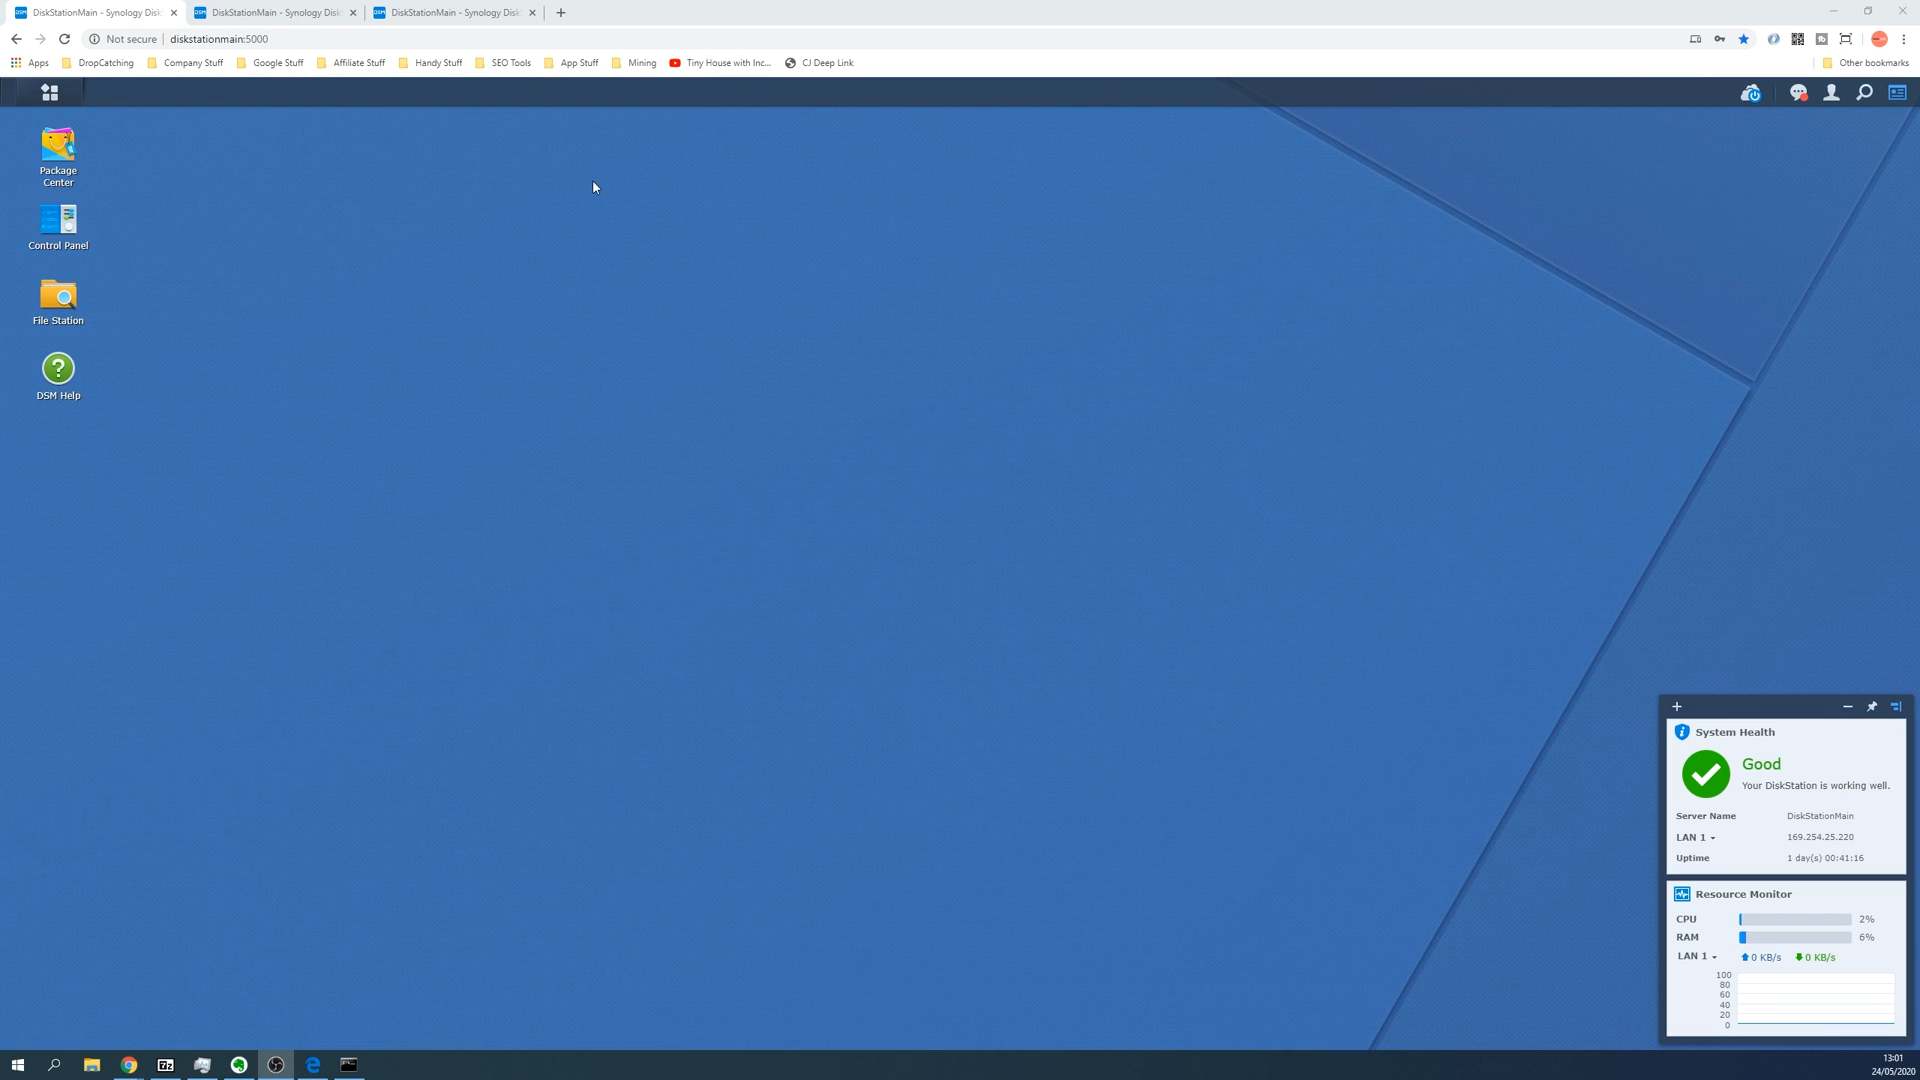 DiskStationMain - Synology Disk
DiskStationMain - Synology Disk
DiskStationMain - Synology Disk
Not secure
diskstationmain:5000
Apps
DropCatching
Company Stuff
Google Stuff
Affiliate Stuff
Handy Stuff
SEO Tools
App Stuff
Mining
Tiny House with Inc...
CJ Deep Link
Other bookmarks
Package
Center
Control Panel
File Station
DSM Help
System Health
Good
Your DiskStation is working well.
Server Name DiskStationMain
LAN 1 169.254.25.220
Uptime 1 day(s) 00:41:16
Resource Monitor
CPU 2%
RAM 6%
LAN 1 0 KB/s 0 KB/s
100
80
60
40
20
0
13:01
24/05/2020